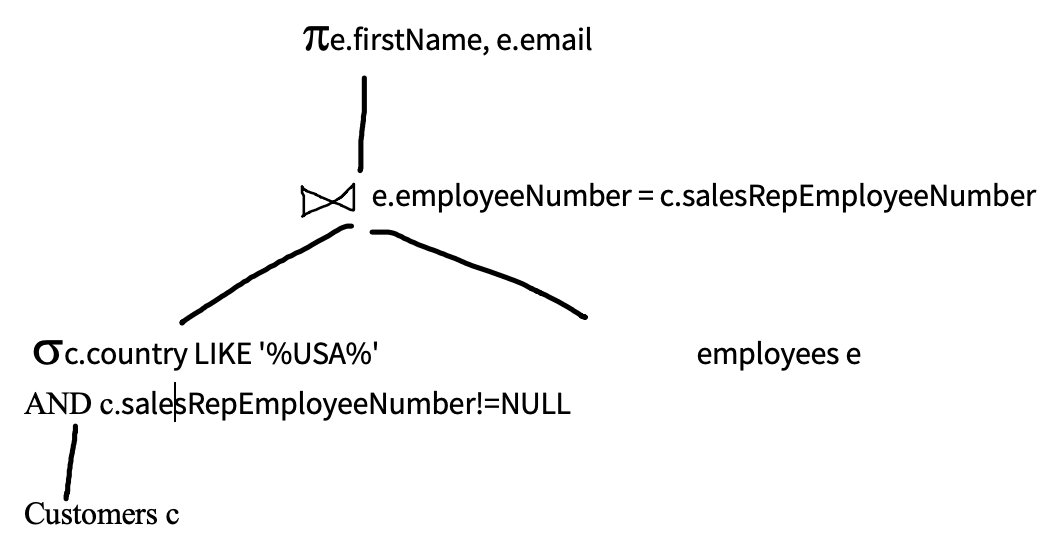 πe.firstName, e.email
⋈ e.employeeNumber = c.salesRepEmployeeNumber
σc.country LIKE '%USA%'
employees e
AND c.salesRepEmployeeNumber!=NULL
Customers c